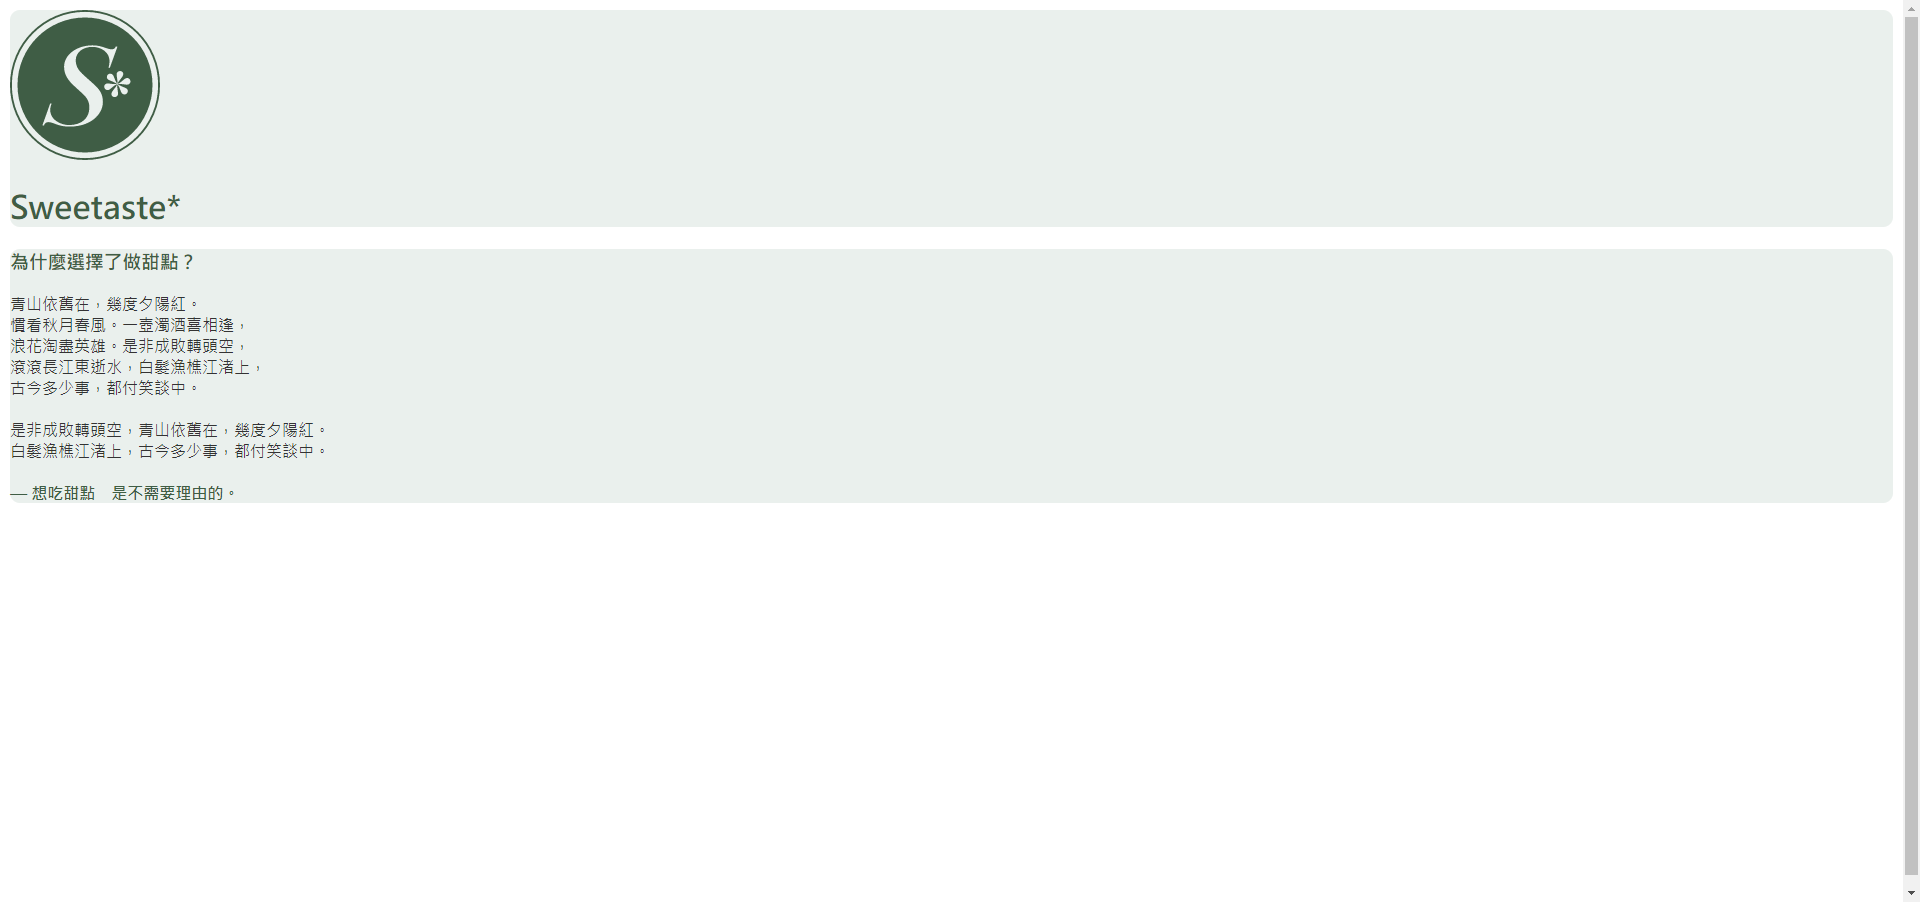 S*
Sweetaste*
為什麼選擇了做甜點？
青山依舊在，幾度夕陽紅。
慣看秋月春風。一壺濁酒喜相逢，
浪花淘盡英雄。是非成敗轉頭空，
滾滾長江東逝水，白髮漁樵江渚上，
古今多少事，都付笑談中。
是非成敗轉頭空，青山依舊在，幾度夕陽紅。
白髮漁樵江渚上，古今多少事，都付笑談中。
— 想吃甜點　是不需要理由的。